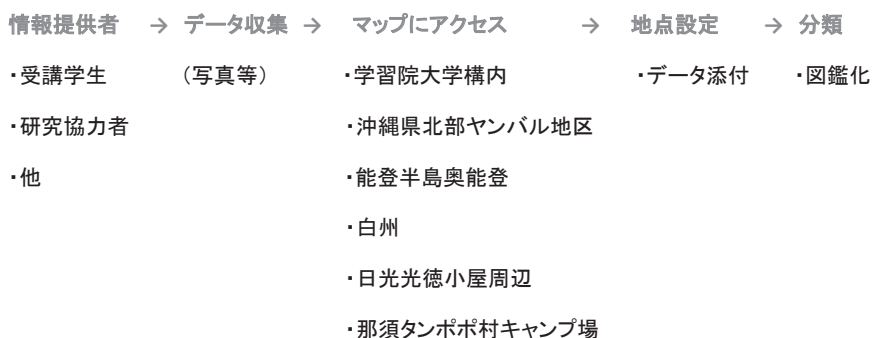 情報提供者 → データ収集 → マップにアクセス → 地点設定 → 分類
・受講学生 (写真等) ・学習院大学構内 ・データ添付 ・図鑑化
・研究協力者 ・沖縄県北部ヤンバル地区
・他 ・能登半島奥能登
・白州
・日光光徳小屋周辺
・那須タンポポ村キャンプ場